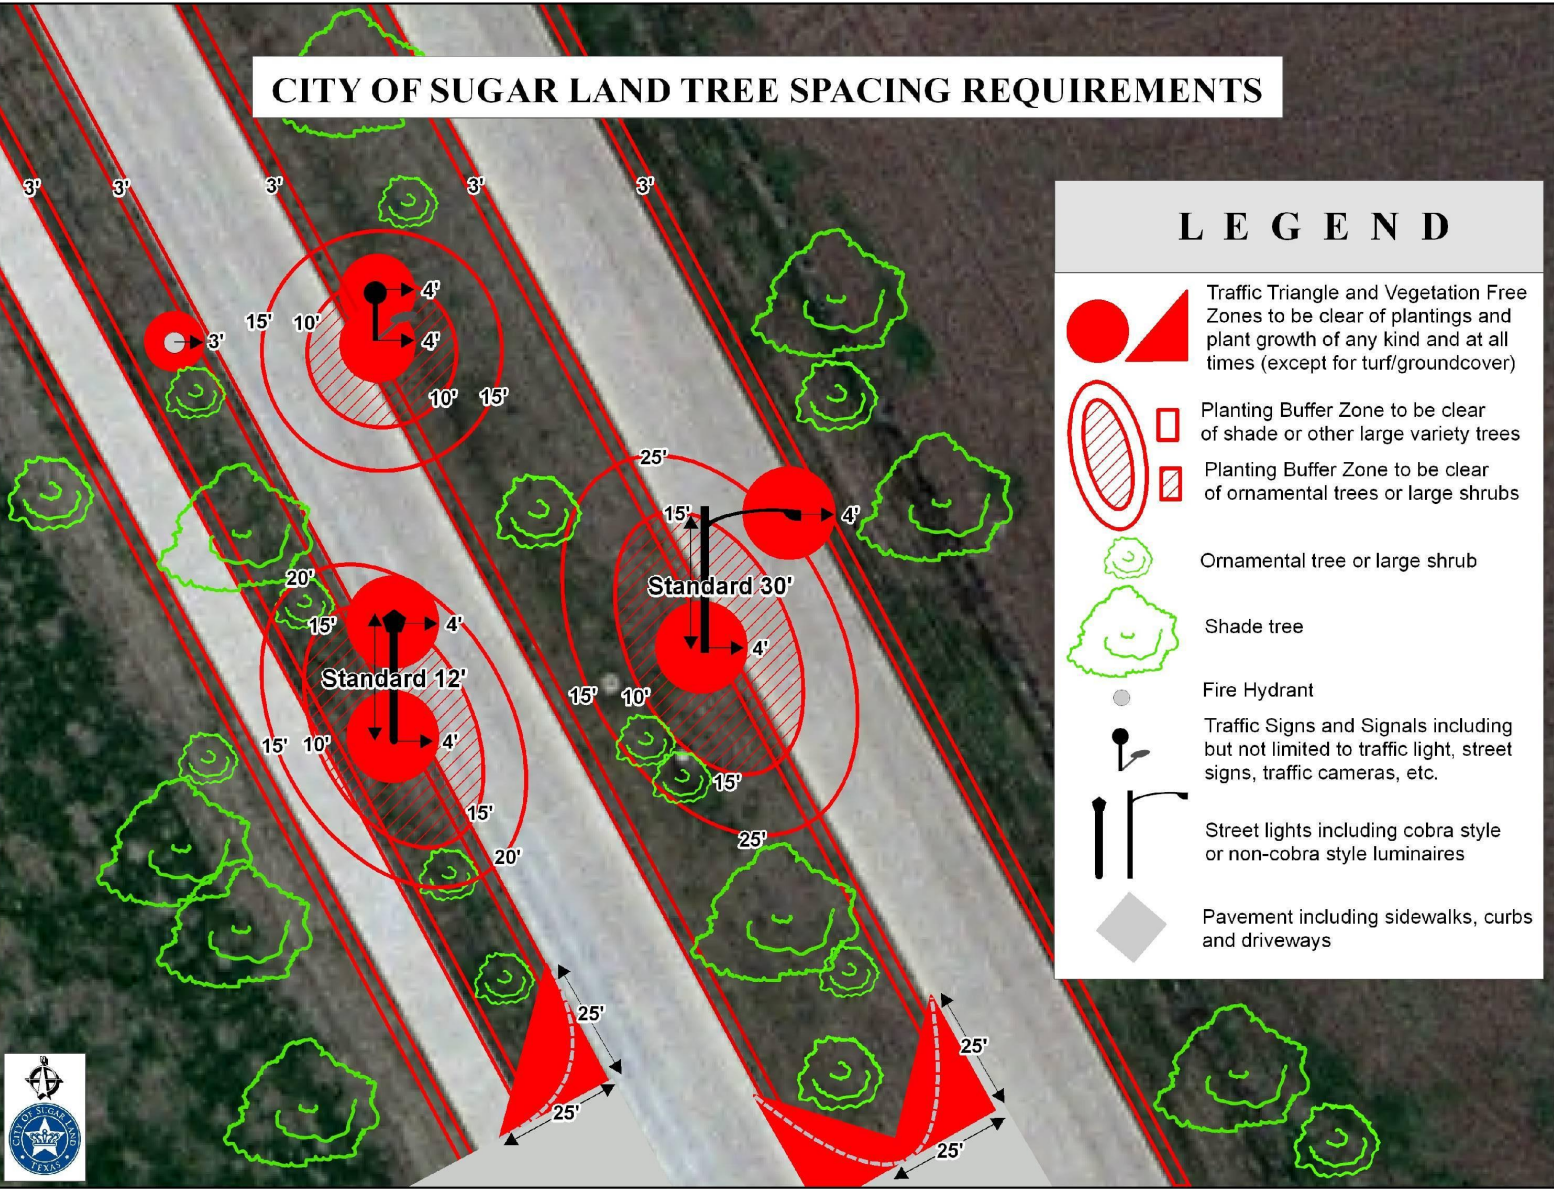 CITY OF SUGAR LAND TREE SPACING REQUIREMENTS
3'
3'
3'
3'
3'
LEGEND
Traffic Triangle and Vegetation Free
Zones to be clear of plantings and
plant growth of any kind and at all
times (except for turf/groundcover)
Planting Buffer Zone to be clear
of shade or other large variety trees
Planting Buffer Zone to be clear
of ornamental trees or large shrubs
Ornamental tree or large shrub
Shade tree
Fire Hydrant
Traffic Signs and Signals including
but not limited to traffic light, street
signs, traffic cameras, etc.
Street lights including cobra style
or non-cobra style luminaires
Pavement including sidewalks, curbs
and driveways
4'
15'
10'
3'
4'
10'
15'
25'
15'
4'
Standard 30'
20'
15'
4'
4'
Standard 12'
15'
10'
15'
10'
4'
15'
15'
20'
25'
25'
25'
25'
25'
CITY OF SUGAR LAND
TEXAS